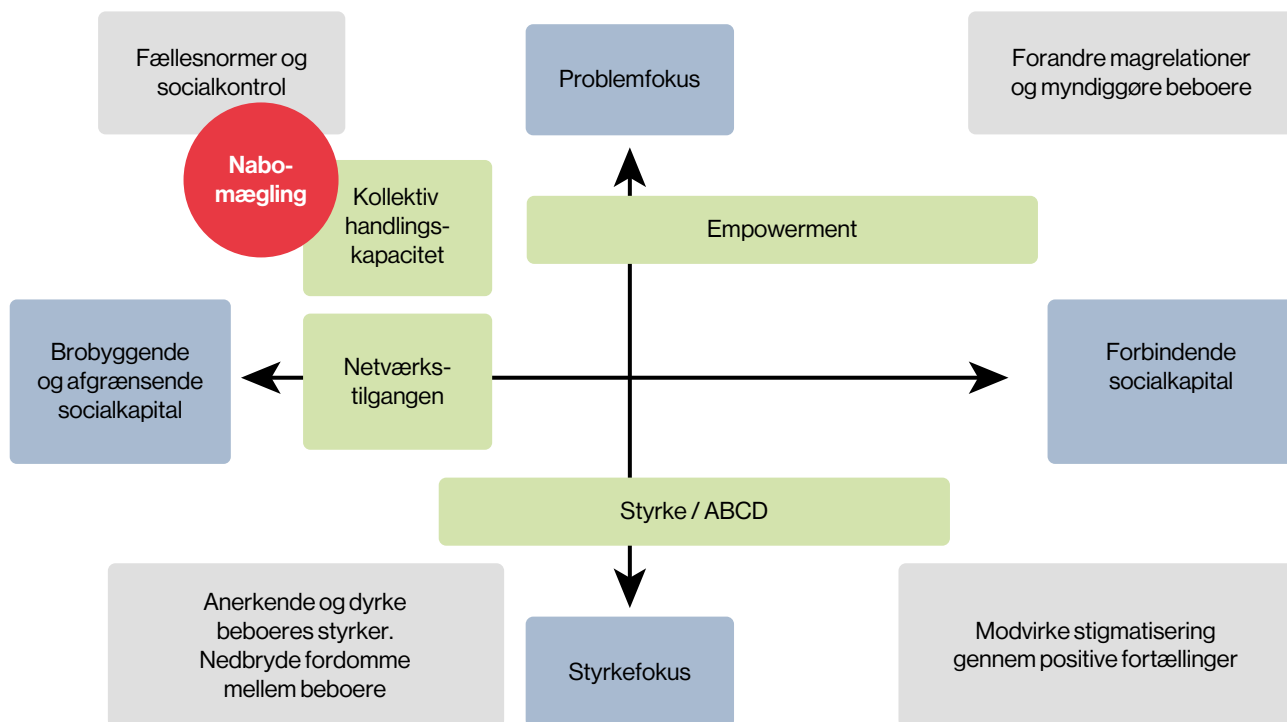 Fællesnormer og
socialkontrol
Problemfokus
Forandre magrelationer
og myndiggøre beboere
Nabo-
mægling
Kollektiv
handlings-
kapacitet
Empowerment
Brobyggende
og afgrænsende
socialkapital
Netværks-
tilgangen
Forbindende
socialkapital
Styrke / ABCD
Anerkende og dyrke
beboeres styrker.
Nedbryde fordomme
mellem beboere
Styrkefokus
Modvirke stigmatisering
gennem positive fortællinger